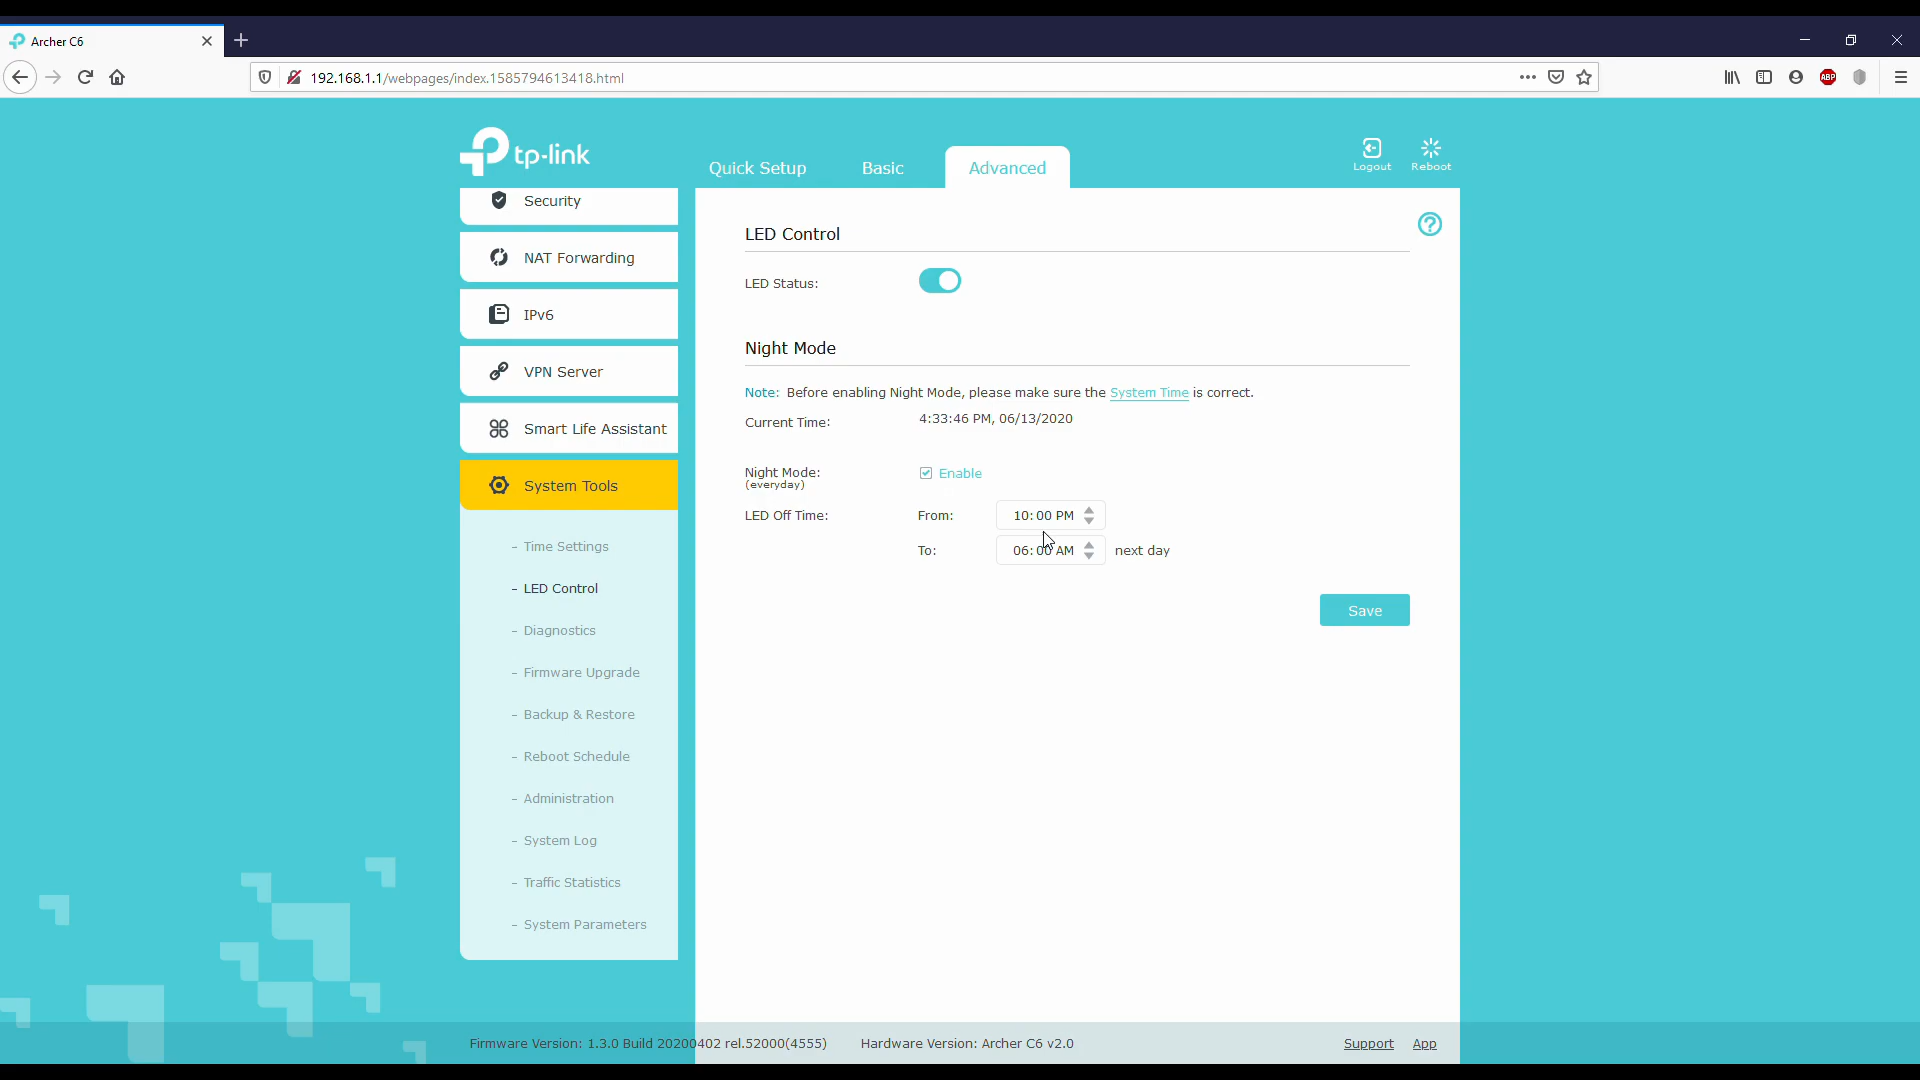 Archer C6
192.168.1.1/webpages/index.1585794613418.html
ABP
tp-link
Quick Setup
Basic
Advanced
Logout
Reboot
Security
NAT Forwarding
IPv6
VPN Server
Smart Life Assistant
System Tools
- Time Settings
- LED Control
- Diagnostics
- Firmware Upgrade
- Backup & Restore
- Reboot Schedule
- Administration
- System Log
- Traffic Statistics
- System Parameters
LED Control
LED Status:
Night Mode
Note: Before enabling Night Mode, please make sure the System Time is correct.
Current Time: 4:33:46 PM, 06/13/2020
Night Mode: Enable
(everyday)
LED Off Time: From: 10:00 PM
To: 06:00 AM next day
Save
Firmware Version: 1.3.0 Build 20200402 rel.52000(4555) Hardware Version: Archer C6 v2.0 Support App